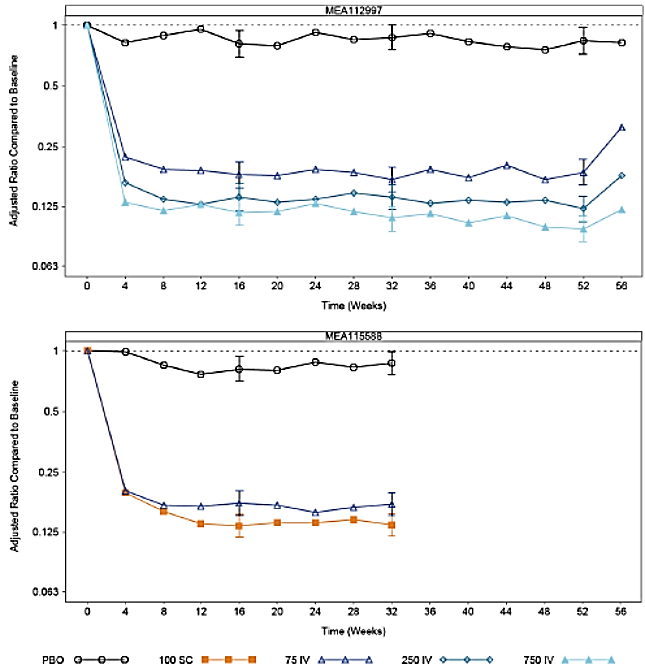 MEA112997
Adjusted Ratio Compared to Baseline
1
0.5
0.25
0.125
0.063
0 4 8 12 16 20 24 28 32 36 40 44 48 52 56
Time (Weeks)
MEA115588
Adjusted Ratio Compared to Baseline
1
0.5
0.25
0.125
0.063
0 4 8 12 16 20 24 28 32 36 40 44 48 52 56
Time (Weeks)
PBO 100 SC 75 IV 250 IV 750 IV